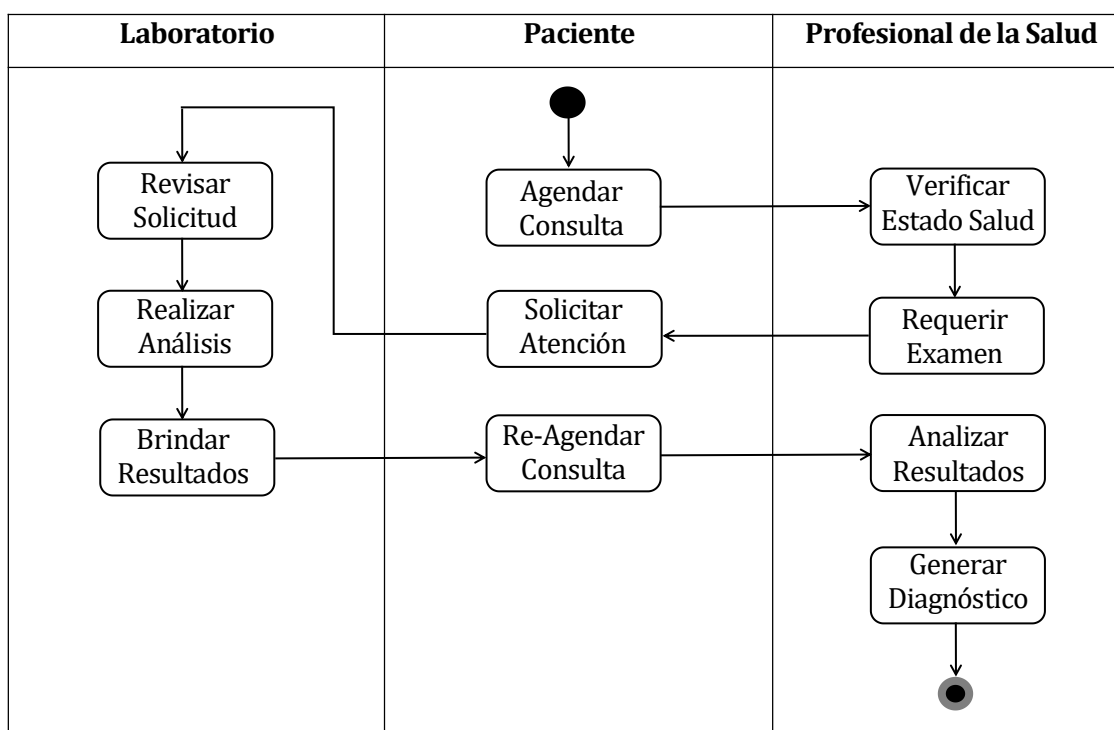 Laboratorio
Paciente
Profesional de la Salud
Revisar
Solicitud
Agendar
Consulta
Verificar
Estado Salud
Realizar
Análisis
Solicitar
Atención
Requerir
Examen
Brindar
Resultados
Re-Agendar
Consulta
Analizar
Resultados
Generar
Diagnóstico